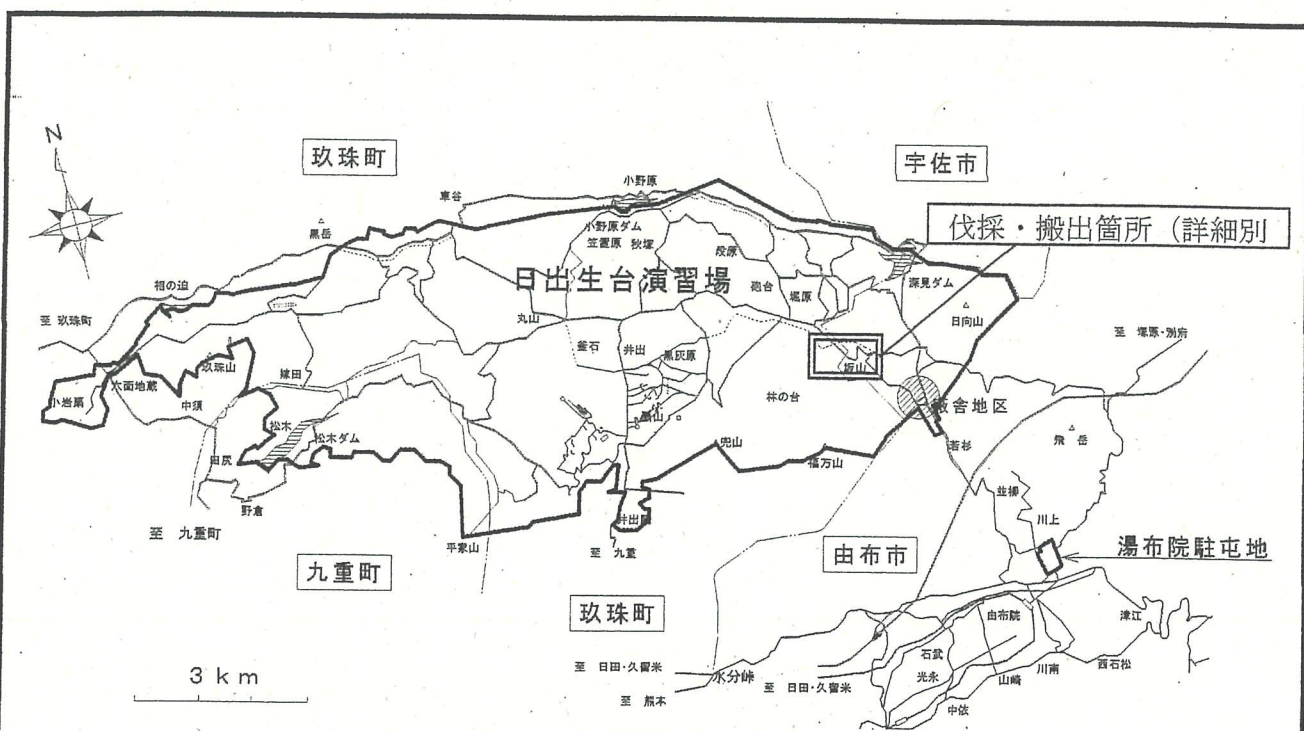 N
玖珠町
宇佐市
小野原
車谷
伐採・搬出箇所（詳細別
黒岳
小野原ダム
笠置原
秋塚
段原
日出生台演習場
砲台
堀原
深見ダム
日向山
相の迫
至 玖珠町
丸山
釜石
井出
黒灰原
坂山
至 塚原・別府
玖珠山
小岩扇
六面地蔵
中須
林の台
廠舎地区
松木
松木ダム
田尻
兜山
福万山
若杉
飛岳
野倉
並柳
川上
至 九重町
平家山
至 九重
湯布院駐屯地
九重町
由布市
玖珠町
由布院
津江
石武
至 日田・久留米
水分峠
至 日田・久留米
光永
山崎
川南
西石松
至 熊本
中依
3 km